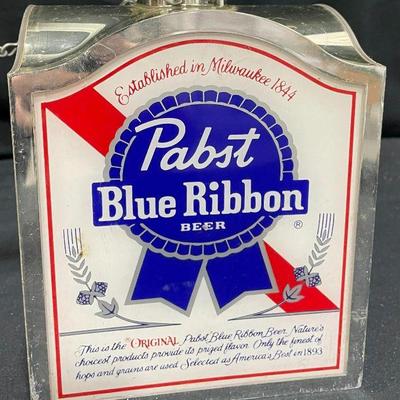 Established in Milwaukee 1844
Pabst
Blue Ribbon
BEER
®
This is the ORIGINAL Pabst Blue Ribbon Beer. Nature's
choicest products provide its prized flavor. Only the finest of
hops and grains are used. Selected as America's Best in 1893